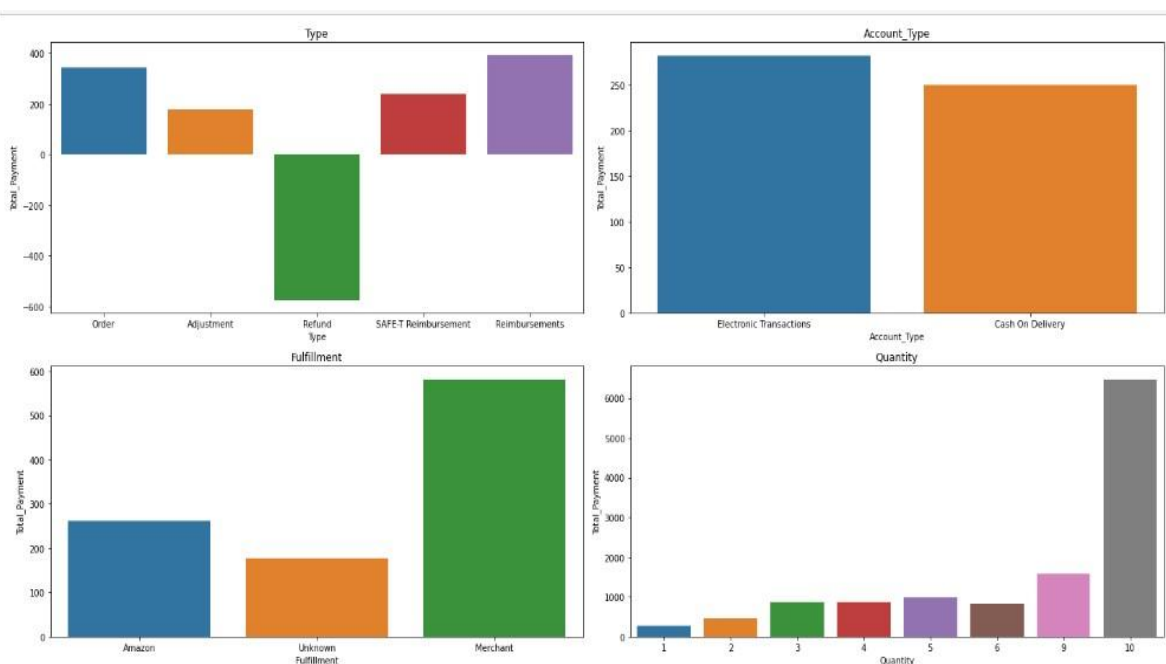 Type
400
200
0
−200
−400
−600
Total_Payment
Order Adjustment Refund SAFE-T Reimbursement Reimbursements
Type
Account_Type
250
200
150
100
50
0
Total_Payment
Electronic Transactions Cash On Delivery
Account_Type
Fulfillment
600
500
400
300
200
100
0
Total_Payment
Amazon Unknown Merchant
Fulfillment
Quantity
6000
5000
4000
3000
2000
1000
0
Total_Payment
1 2 3 4 5 6 9 10
Quantity